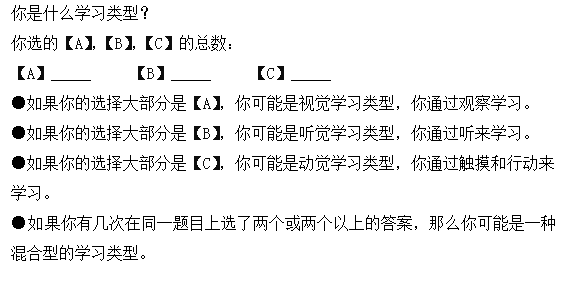 你是什么学习类型？
你选的【A】，【B】，【C】的总数：
【A】_____ 【B】_____ 【C】_____
●如果你的选择大部分是【A】，你可能是视觉学习类型，你通过观察学习。
●如果你的选择大部分是【B】，你可能是听觉学习类型，你通过听来学习。
●如果你的选择大部分是【C】，你可能是动觉学习类型，你通过触摸和行动来
学习。
●如果你有几次在同一题目上选了两个或两个以上的答案，那么你可能是一种
混合型的学习类型。